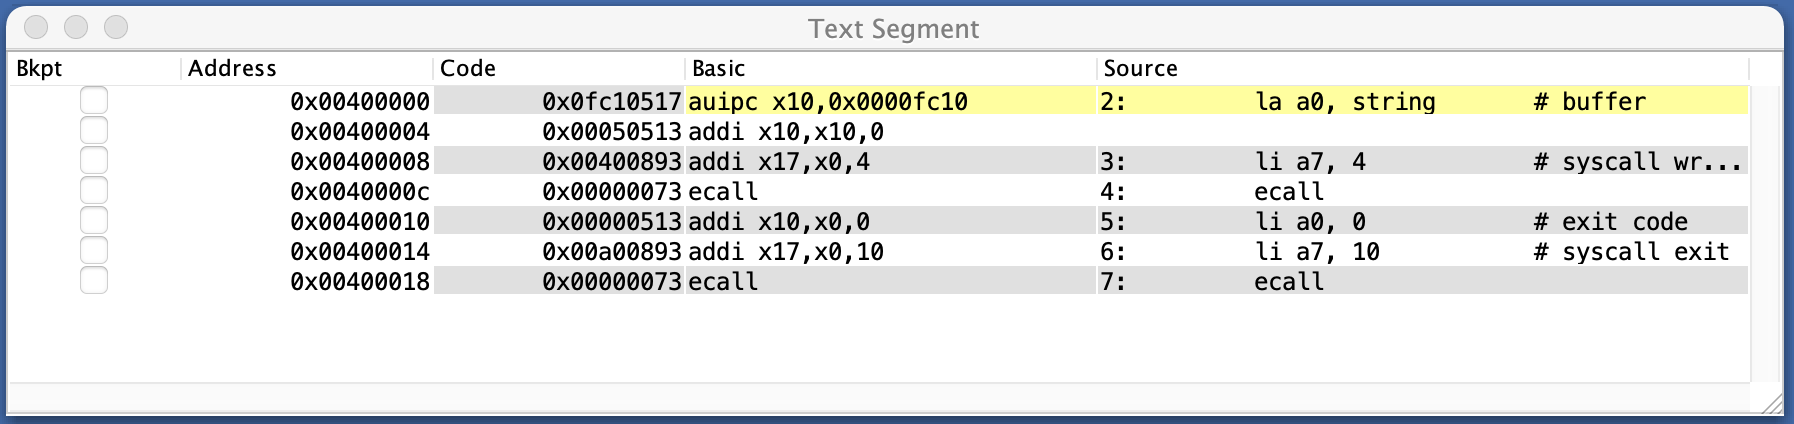 Text Segment
Bkpt Address Code Basic Source
0x00400000 0x0fc10517 auipc x10,0x0000fc10 2: la a0, string # buffer
0x00400004 0x00050513 addi x10,x10,0
0x00400008 0x00400893 addi x17,x0,4 3: li a7, 4 # syscall wr...
0x0040000c 0x00000073 ecall 4: ecall
0x00400010 0x00000513 addi x10,x0,0 5: li a0, 0 # exit code
0x00400014 0x00a00893 addi x17,x0,10 6: li a7, 10 # syscall exit
0x00400018 0x00000073 ecall 7: ecall